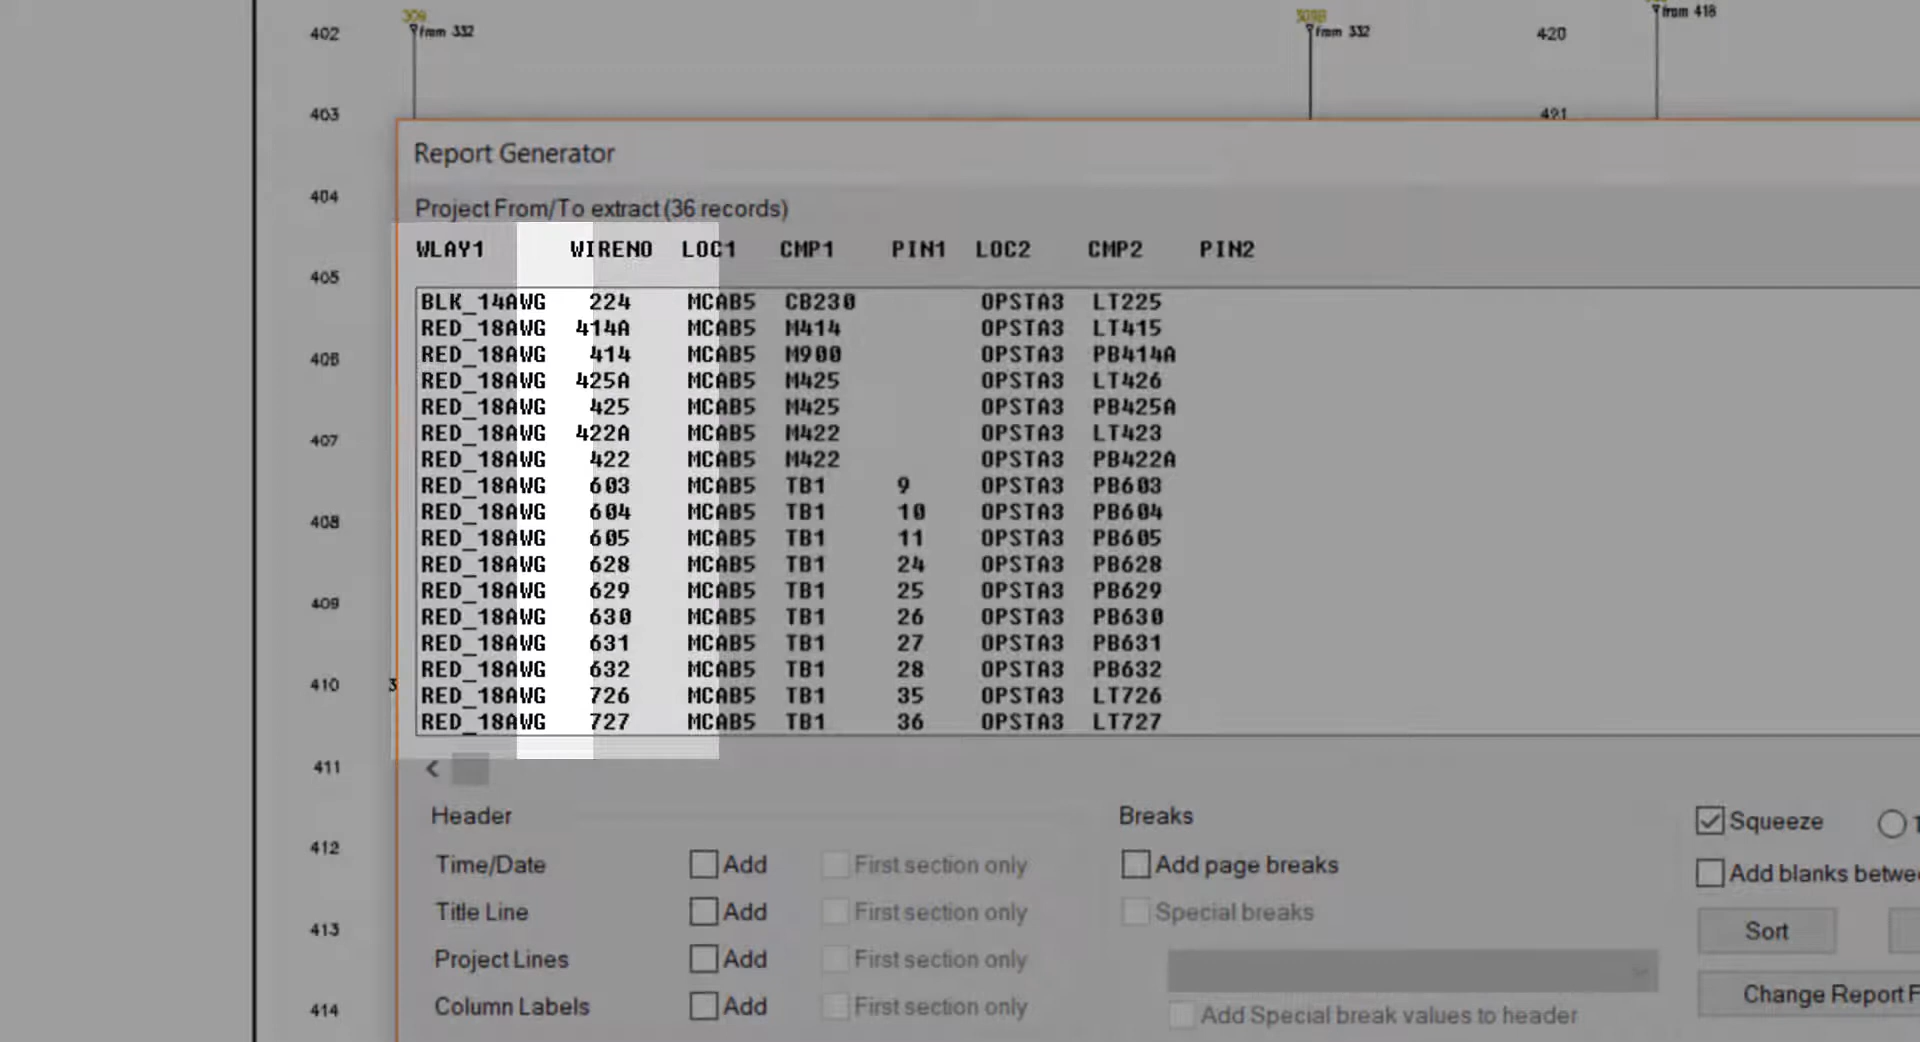 309
402 from 332 from 332 420 from 418
403 421
Report Generator
404 Project From/To extract (36 records)
WLAY1 WIRENO LOC1 CMP1 PIN1 LOC2 CMP2 PIN2
405
BLK_14AWG 224 MCAB5 CB230 OPSTA3 LT225
RED_18AWG 414A MCAB5 M414 OPSTA3 LT415
406 RED_18AWG 414 MCAB5 M900 OPSTA3 PB414A
RED_18AWG 425A MCAB5 M425 OPSTA3 LT426
RED_18AWG 425 MCAB5 M425 OPSTA3 PB425A
407 RED_18AWG 422A MCAB5 M422 OPSTA3 LT423
RED_18AWG 422 MCAB5 M422 OPSTA3 PB422A
RED_18AWG 603 MCAB5 TB1 9 OPSTA3 PB603
408 RED_18AWG 604 MCAB5 TB1 10 OPSTA3 PB604
RED_18AWG 605 MCAB5 TB1 11 OPSTA3 PB605
RED_18AWG 628 MCAB5 TB1 24 OPSTA3 PB628
409 RED_18AWG 629 MCAB5 TB1 25 OPSTA3 PB629
RED_18AWG 630 MCAB5 TB1 26 OPSTA3 PB630
RED_18AWG 631 MCAB5 TB1 27 OPSTA3 PB631
410 3 RED_18AWG 632 MCAB5 TB1 28 OPSTA3 PB632
RED_18AWG 726 MCAB5 TB1 35 OPSTA3 LT726
RED_18AWG 727 MCAB5 TB1 36 OPSTA3 LT727
411 <
Header Breaks Squeeze
412 Time/Date Add First section only Add page breaks Add blanks betwee
Title Line Add First section only Special breaks
413 Sort
Project Lines Add First section only
Change Report F
414 Column Labels Add First section only Add Special break values to header